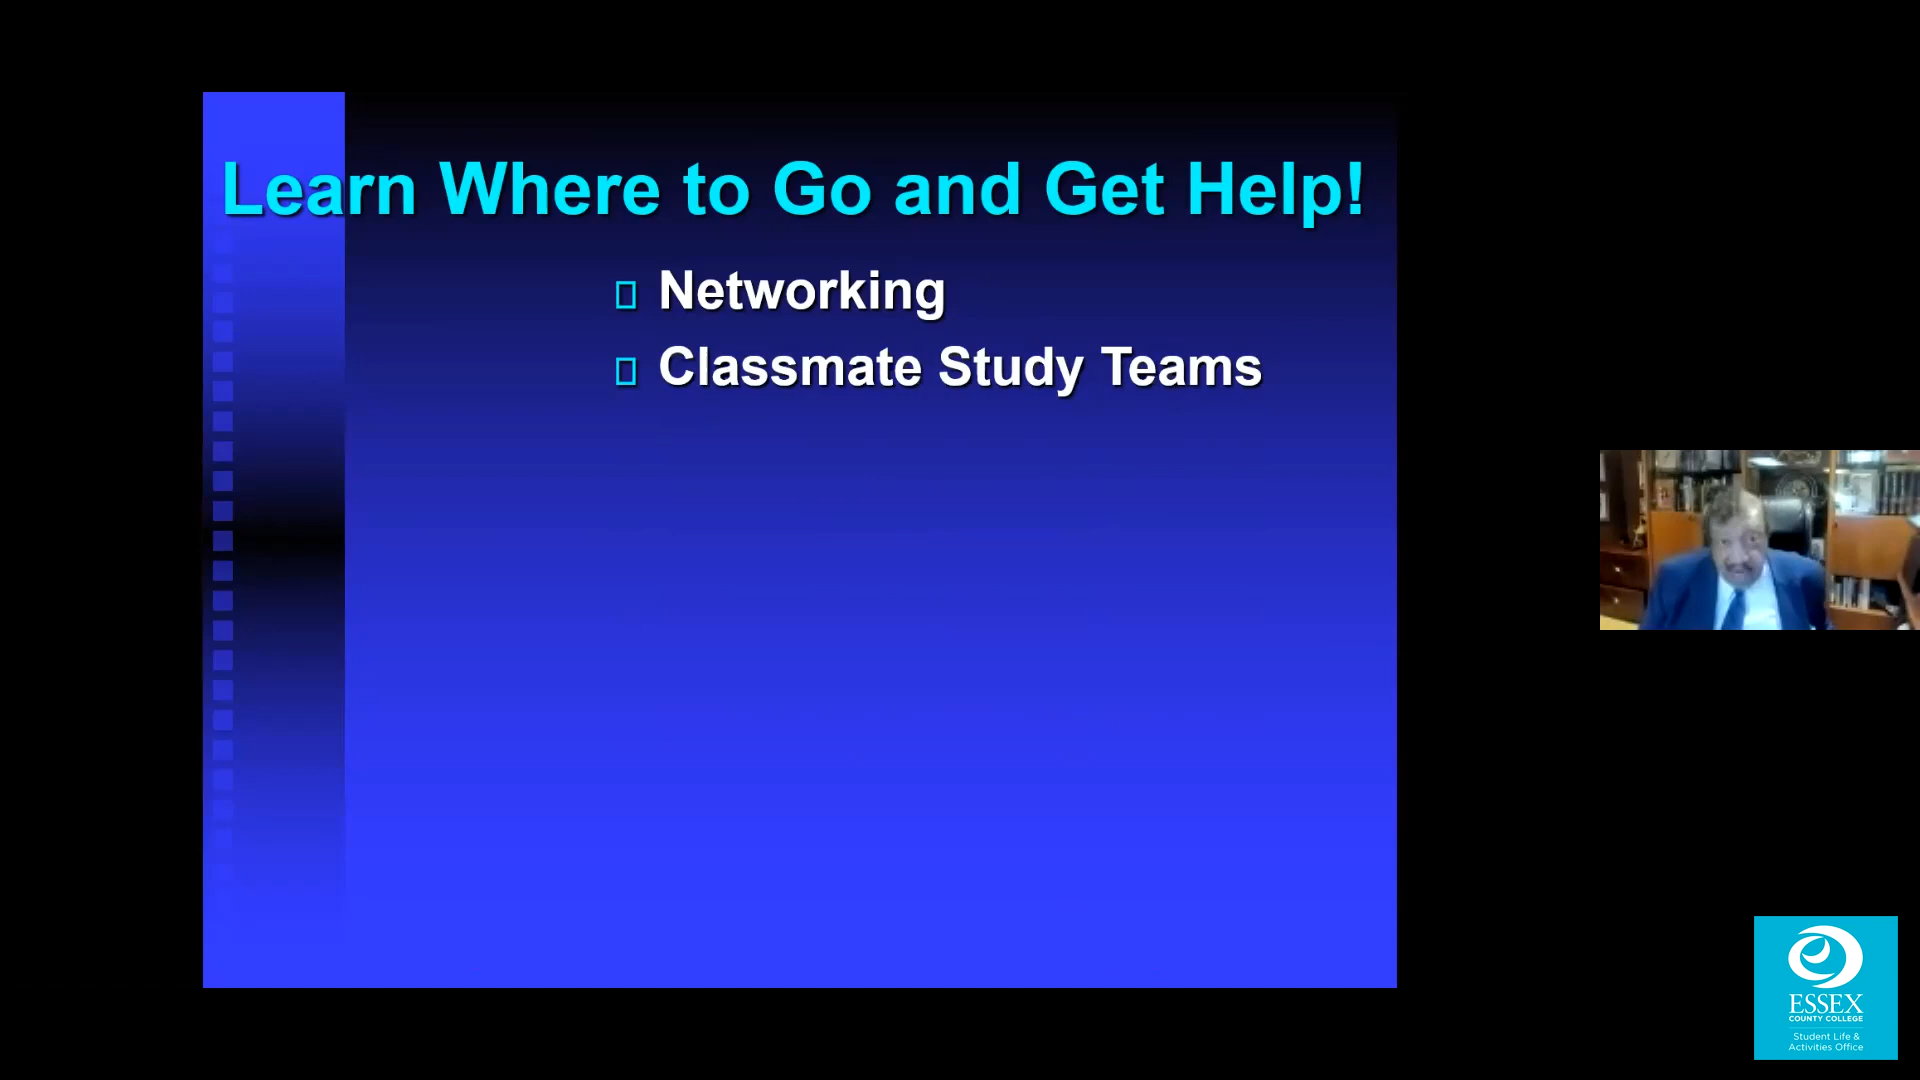 Learn Where to Go and Get Help!
Networking
Classmate Study Teams
ESSEX
COUNTY COLLEGE
Student Life &
Activities Office